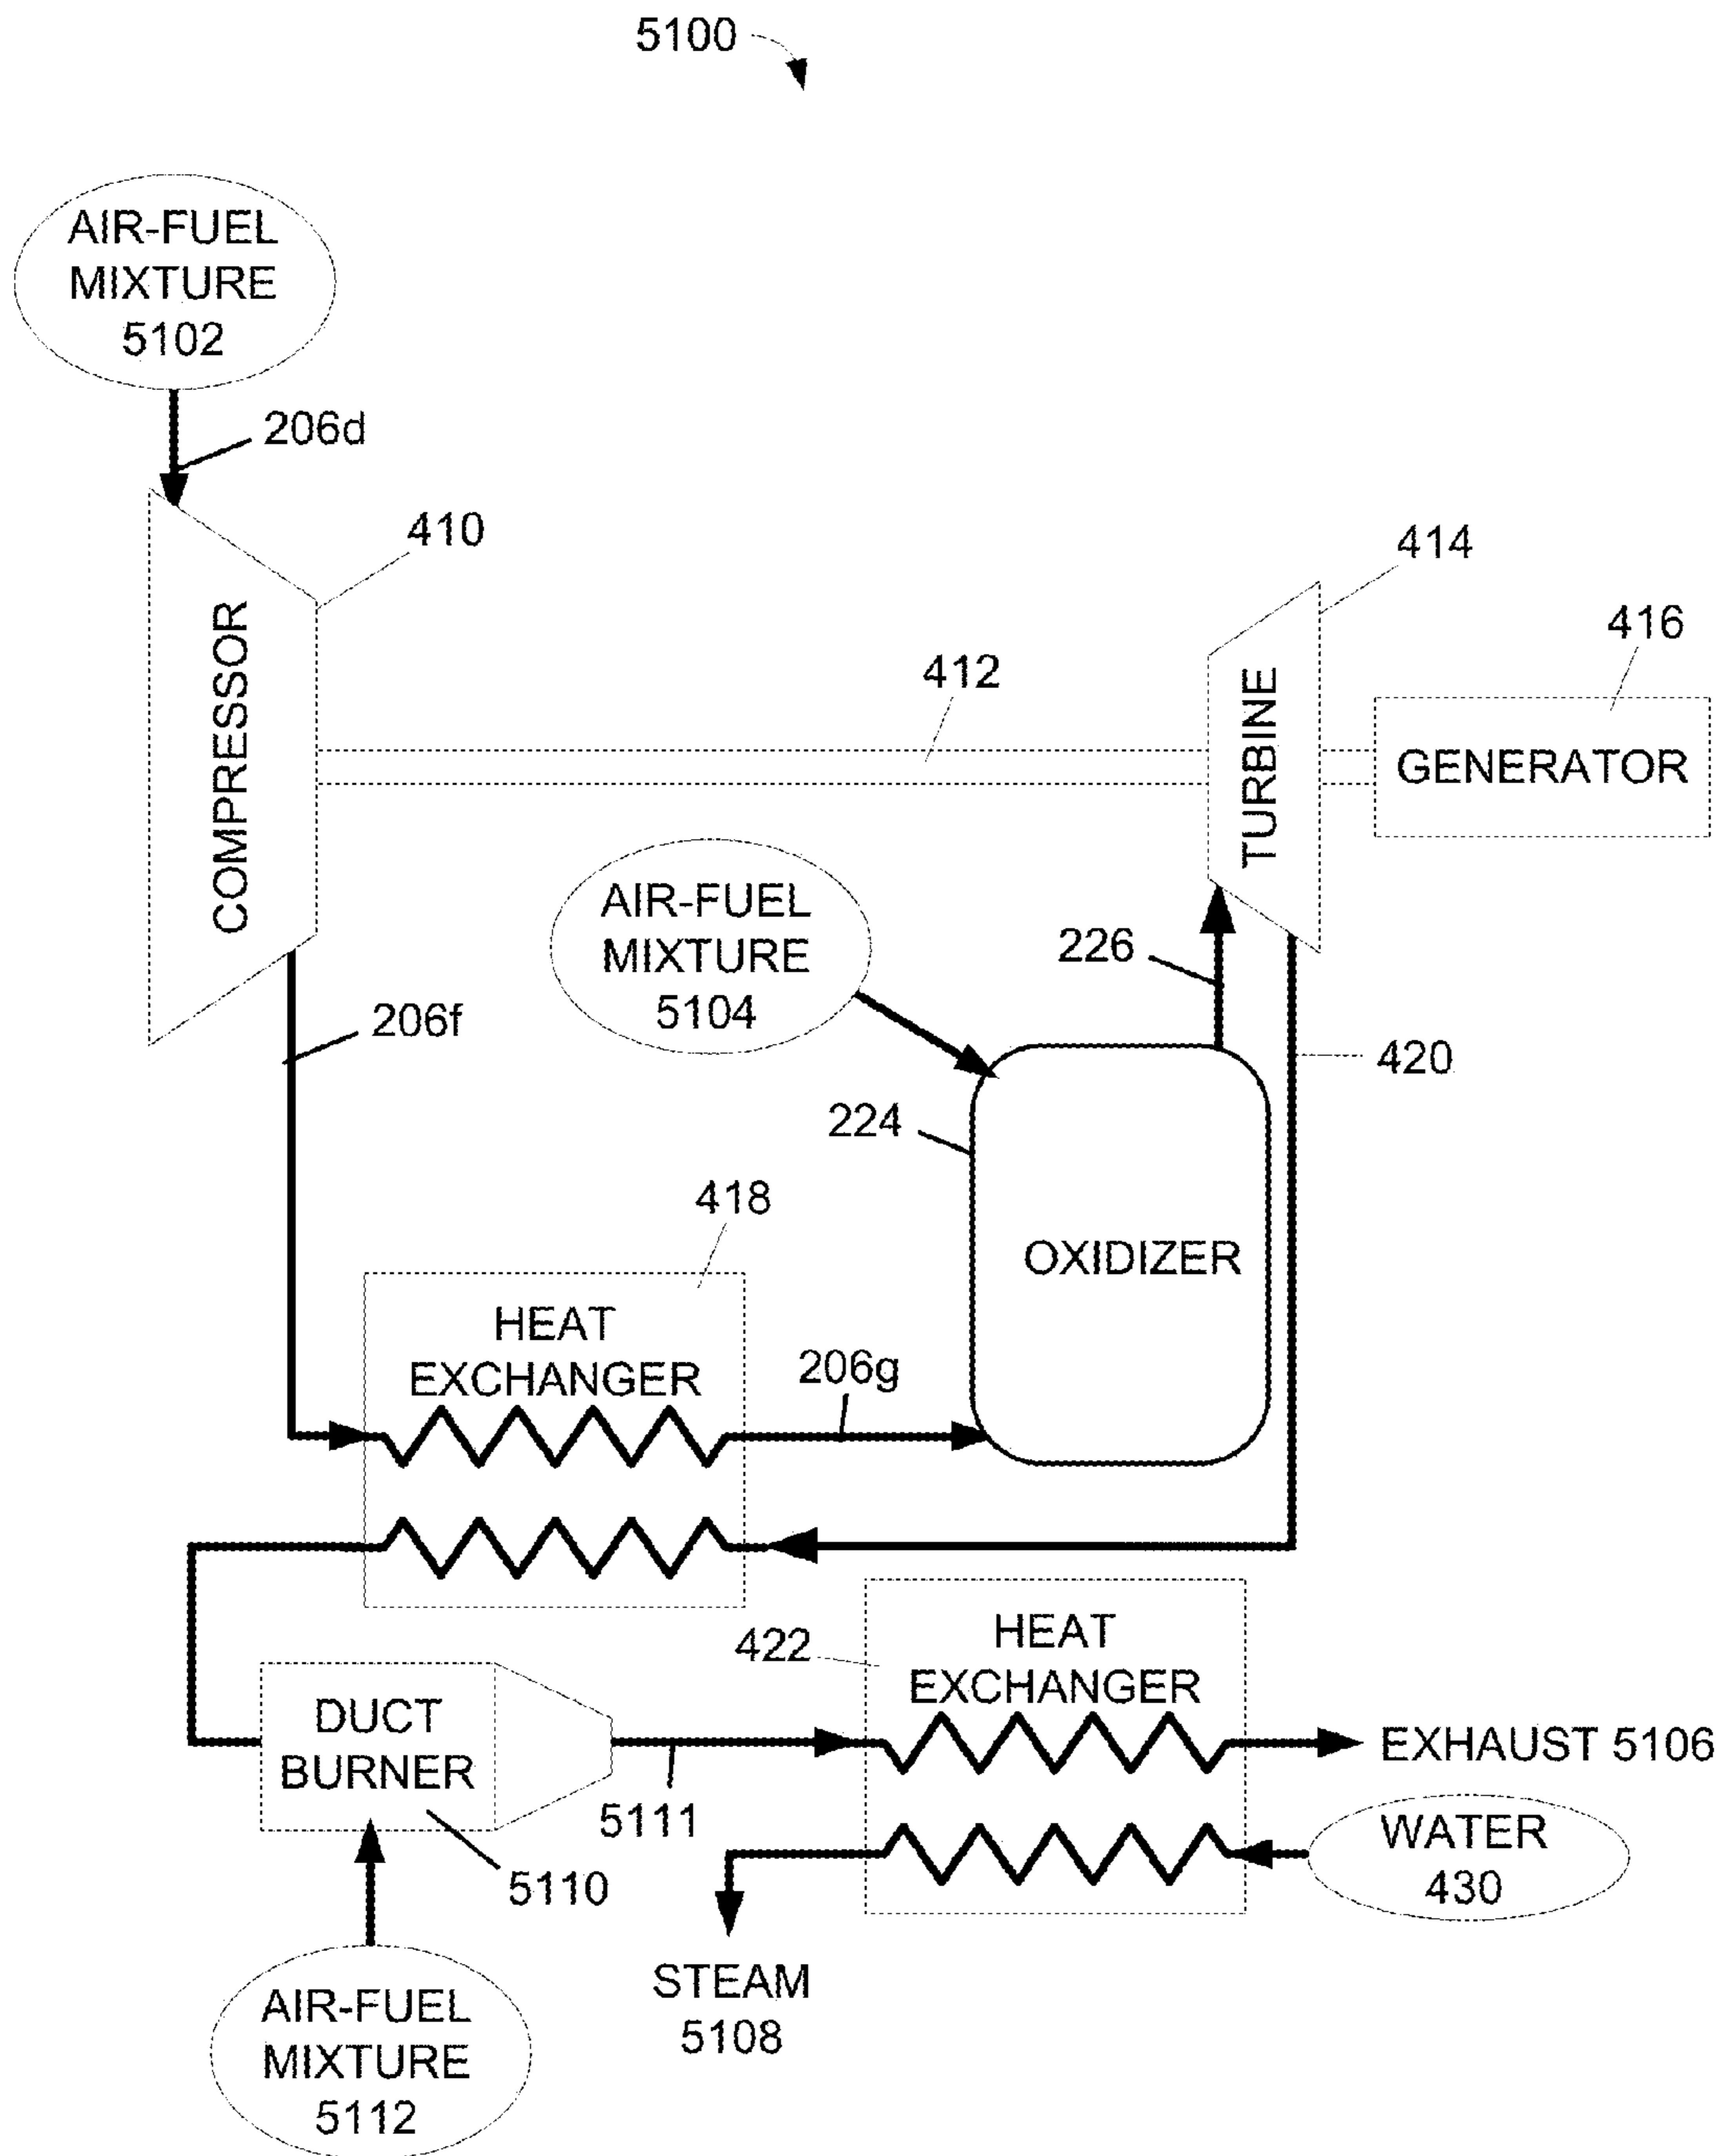 5100
AIR-FUEL
MIXTURE
5102
206d
410
COMPRESSOR
414
416
412
TURBINE
GENERATOR
AIR-FUEL
MIXTURE
5104
226
206f
420
224
418
OXIDIZER
HEAT
EXCHANGER
206g
422
HEAT
EXCHANGER
DUCT
BURNER
5111
EXHAUST 5106
5110
WATER
430
STEAM
5108
AIR-FUEL
MIXTURE
5112